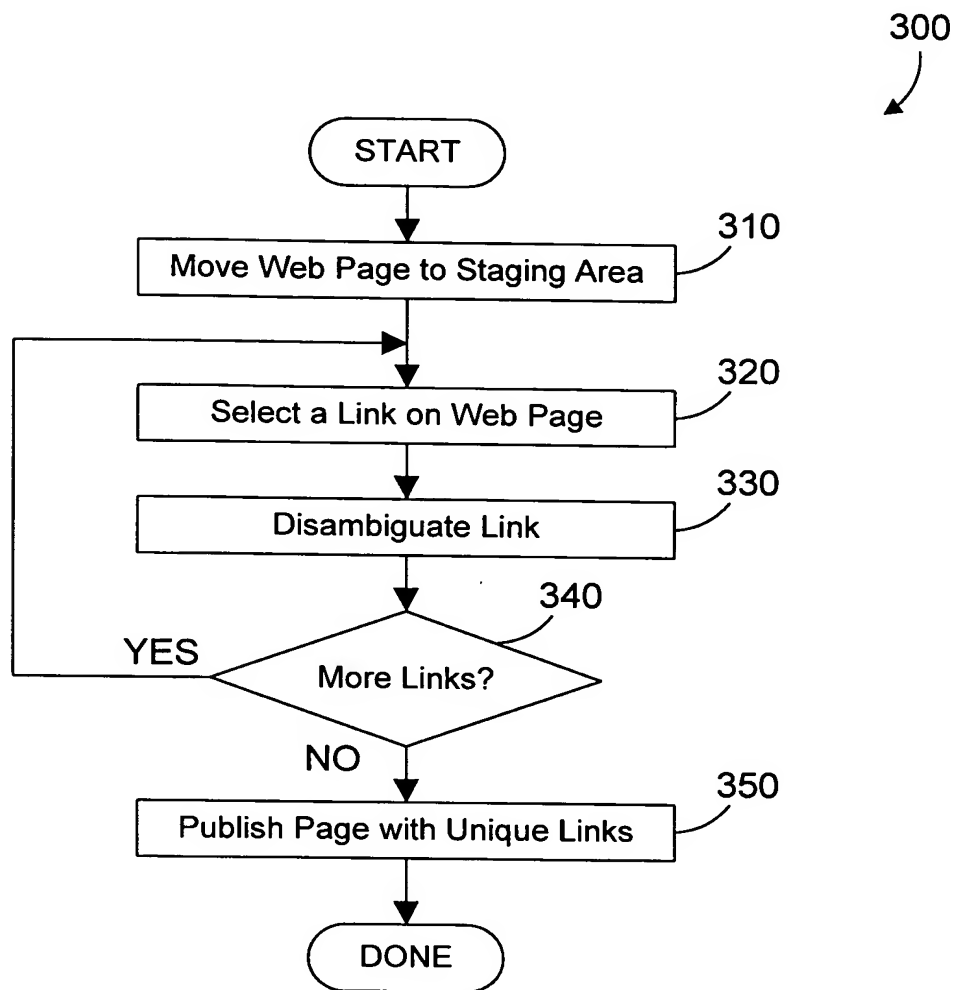 300
START
310
Move Web Page to Staging Area
320
Select a Link on Web Page
330
Disambiguate Link
340
YES
More Links?
NO
350
Publish Page with Unique Links
DONE